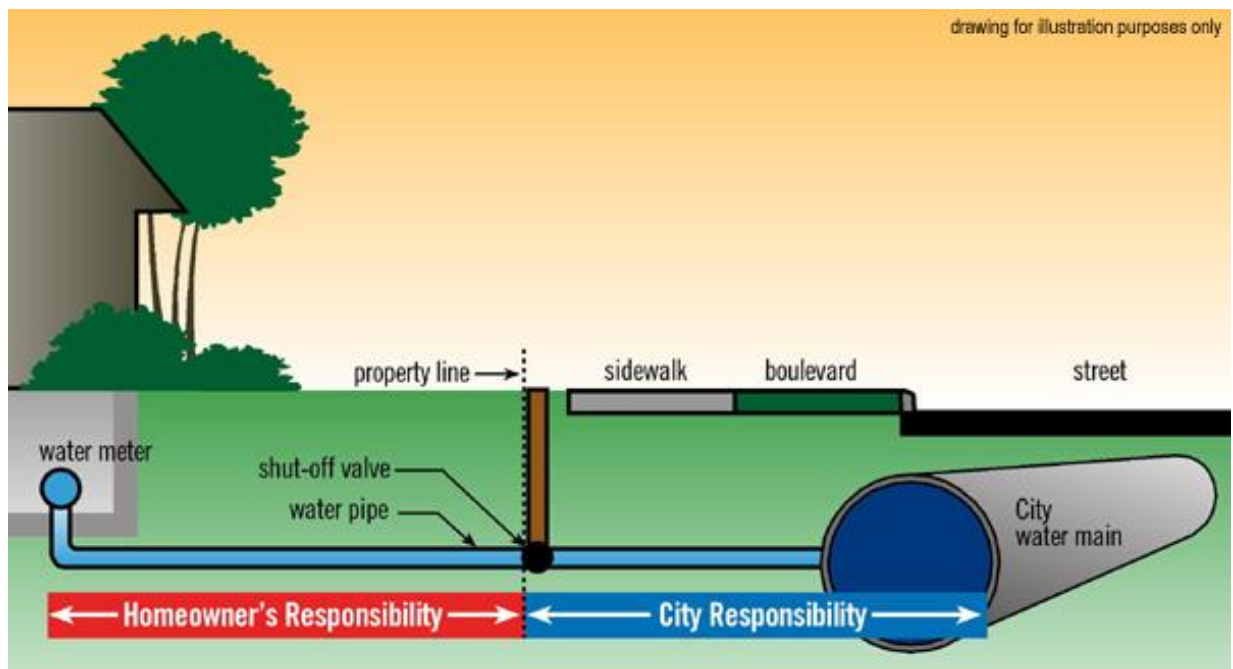 drawing for illustration purposes only
property line
sidewalk
boulevard
street
water meter
shut-off valve
water pipe
City
water main
Homeowner's Responsibility
City Responsibility